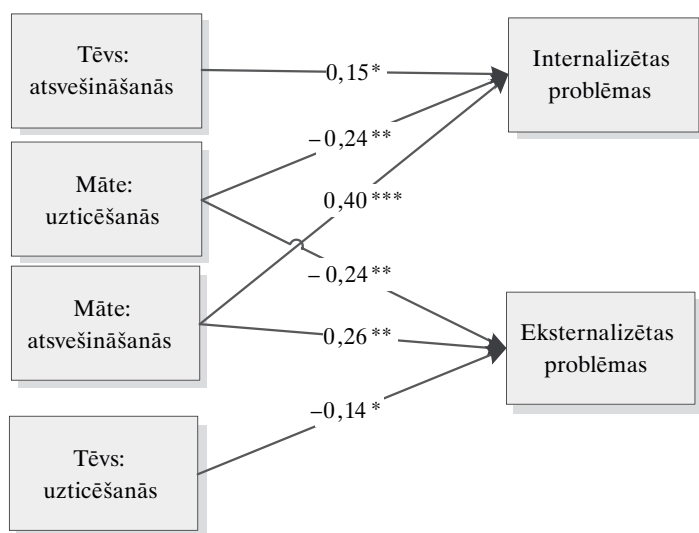 Tēvs:
atsvešināšanās
Māte:
uzticēšanās
Māte:
atsvešināšanās
Tēvs:
uzticēšanās
0,15*
–0,24**
0,40***
–0,24**
0,26**
–0,14*
Internalizētas
problēmas
Eksternalizētas
problēmas